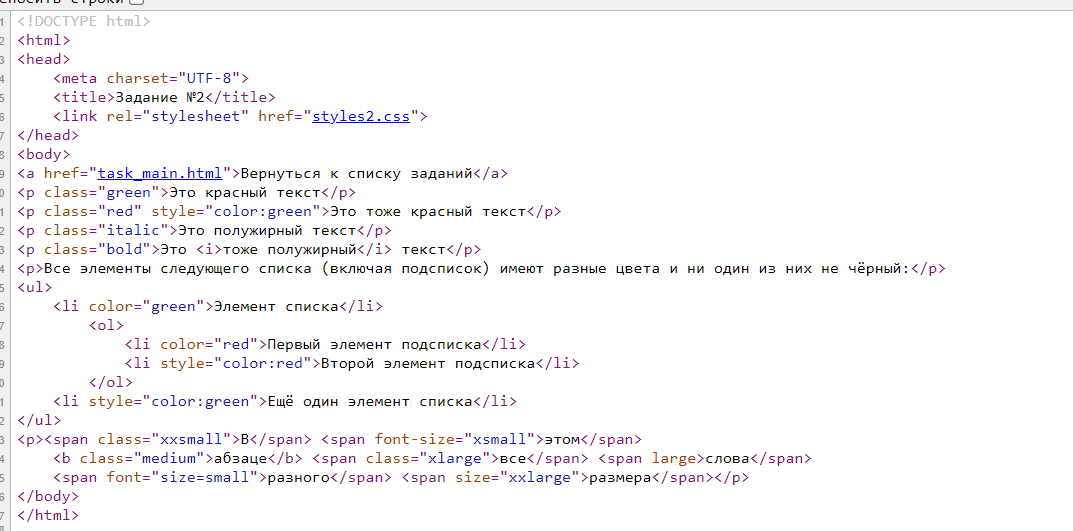 сносить строки
1 <!DOCTYPE html>
2 <html>
3 <head>
4     <meta charset="UTF-8">
5     <title>Задание №2</title>
6     <link rel="stylesheet" href="styles2.css">
7 </head>
8 <body>
9 <a href="task_main.html">Вернуться к списку заданий</a>
0 <p class="green">Это красный текст</p>
1 <p class="red" style="color:green">Это тоже красный текст</p>
2 <p class="italic">Это полужирный текст</p>
3 <p class="bold">Это <i>тоже полужирный</i> текст</p>
4 <p>Все элементы следующего списка (включая подсписок) имеют разные цвета и ни один из них не чёрный:</p>
5 <ul>
6     <li color="green">Элемент списка</li>
7         <ol>
8             <li color="red">Первый элемент подсписка</li>
9             <li style="color:red">Второй элемент подсписка</li>
0         </ol>
1     <li style="color:green">Ещё один элемент списка</li>
2 </ul>
3 <p><span class="xxsmall">В</span> <span font-size="xsmall">этом</span>
4     <b class="medium">абзаце</b> <span class="xlarge">все</span> <span large>слова</span>
5     <span font="size=small">разного</span> <span size="xxlarge">размера</span></p>
6 </body>
7 </html>
8